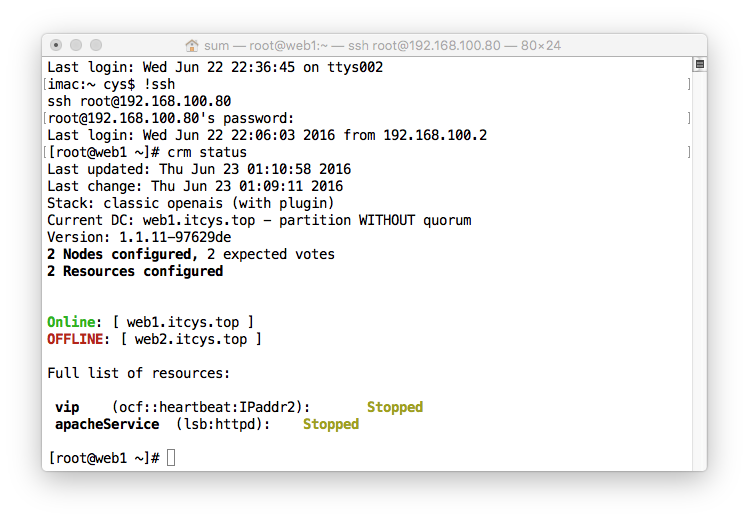 sum — root@web1:~ — ssh root@192.168.100.80 — 80×24
Last login: Wed Jun 22 22:36:45 on ttys002
[imac:~ cys$ !ssh ]
ssh root@192.168.100.80
[root@192.168.100.80's password: ]
Last login: Wed Jun 22 22:06:03 2016 from 192.168.100.2
[[root@web1 ~]# crm status ]
Last updated: Thu Jun 23 01:10:58 2016
Last change: Thu Jun 23 01:09:11 2016
Stack: classic openais (with plugin)
Current DC: web1.itcys.top - partition WITHOUT quorum
Version: 1.1.11-97629de
2 Nodes configured, 2 expected votes
2 Resources configured
Online: [ web1.itcys.top ]
OFFLINE: [ web2.itcys.top ]
Full list of resources:
vip (ocf::heartbeat:IPaddr2): Stopped
apacheService (lsb:httpd): Stopped
[root@web1 ~]#